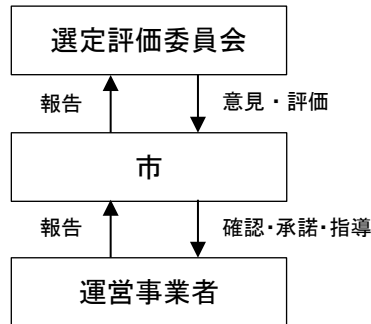 選定評価委員会
報告
意見・評価
市
報告
確認・承諾・指導
運営事業者